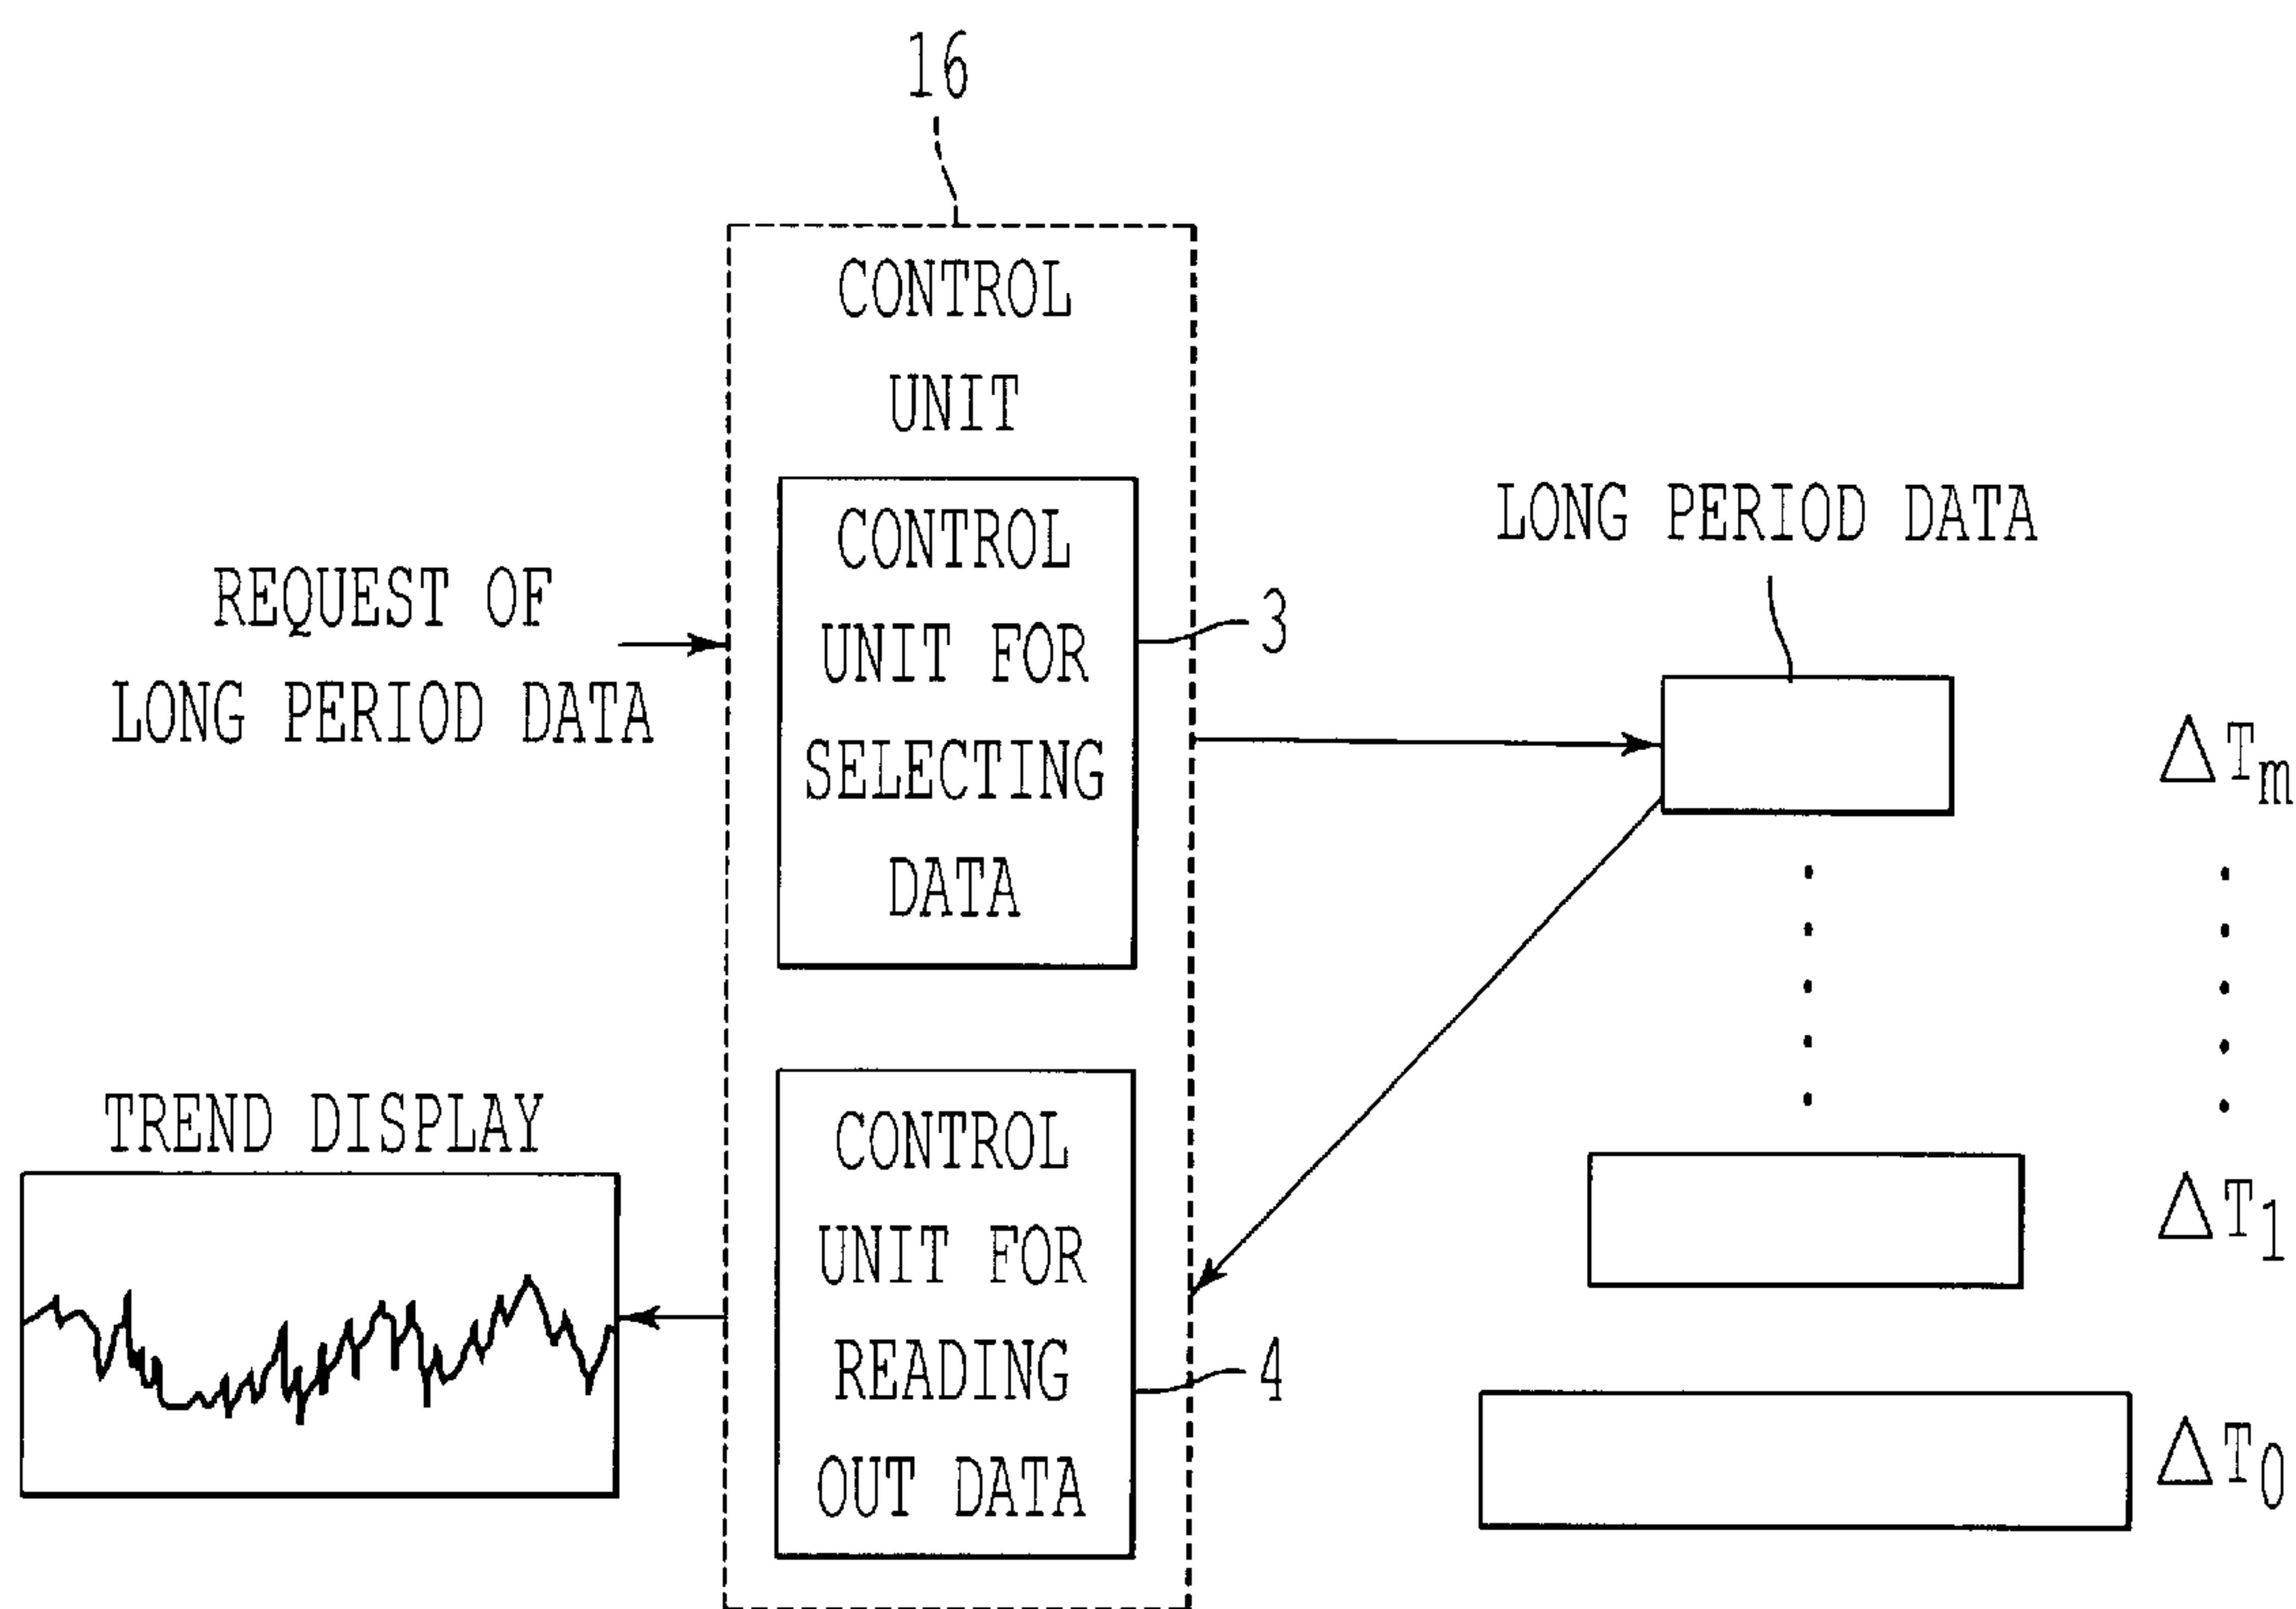 16
CONTROL
UNIT
CONTROL
UNIT FOR
SELECTING
DATA
3
REQUEST OF
LONG PERIOD DATA
LONG PERIOD DATA
ΔTm
TREND DISPLAY
CONTROL
UNIT FOR
READING
OUT DATA
4
ΔT1
ΔT0